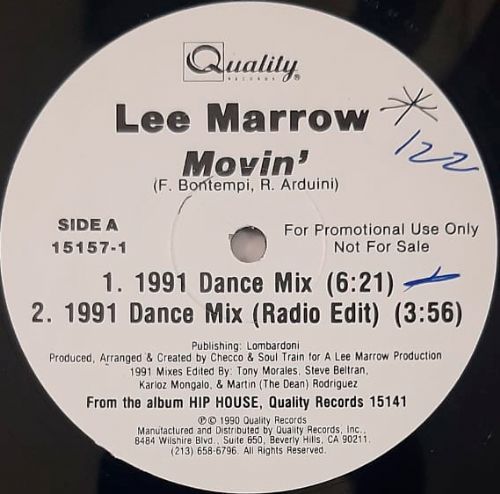 Quality®
RECORDS
Lee Marrow
122
Movin'
(F. Bontempi, R. Arduini)
SIDE A
15157-1
For Promotional Use Only
Not For Sale
1. 1991 Dance Mix (6:21)
2. 1991 Dance Mix (Radio Edit) (3:56)
Publishing: Lombardoni
Produced, Arranged & Created by Checco & Soul Train for A Lee Marrow Production
1991 Mixes Edited By: Tony Morales, Steve Beltran,
Karloz Mongalo, & Martin (The Dean) Rodriguez
From the album HIP HOUSE, Quality Records 15141
℗© 1990 Quality Records
Manufactured and Distributed by Quality Records, Inc.,
8484 Wilshire Blvd., Suite 650, Beverly Hills, CA 90211.
(213) 658-6796. All Rights Reserved.